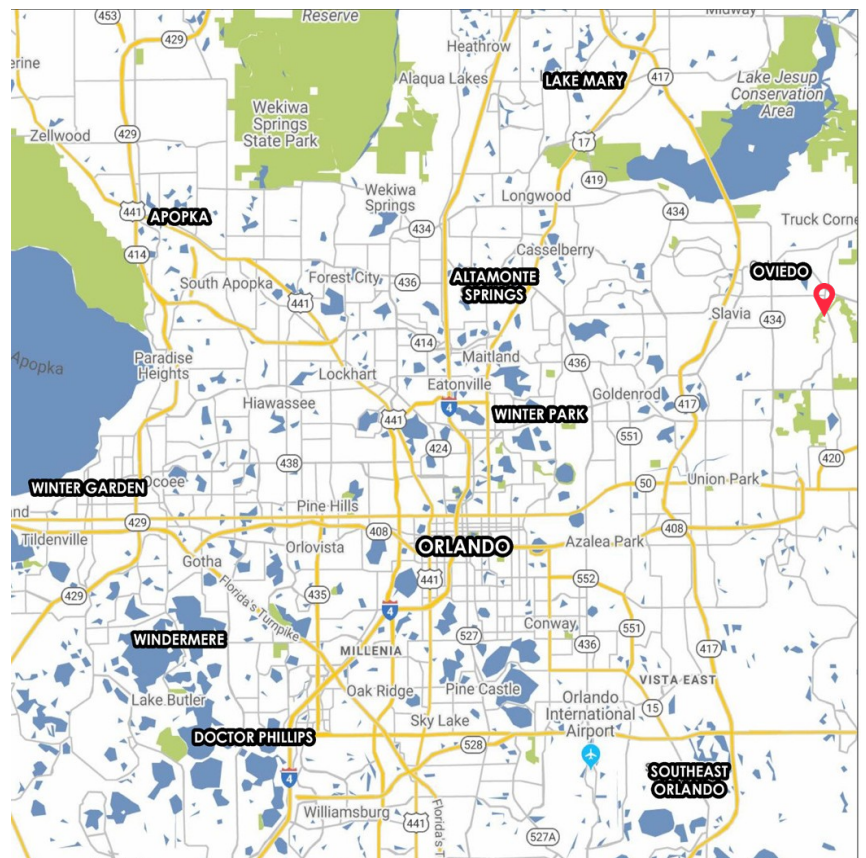 Reserve
453
429
Heathrow
LAKE MARY
417
Lake Jesup
Conservation
Area
Alaqua Lakes
Wekiwa
Springs
State Park
Zellwood
429
17
419
Longwood
Wekiwa
Springs
434
434
APOPKA
441
414
Truck Corne
Casselberry
OVIEDO
ALTAMONTE
SPRINGS
Forest City
436
South Apopka
441
Slavia
434
414
Maitland
436
Apopka
Paradise
Heights
Lockhart
Eatonville
Goldenrod
Hiawassee
4
417
441
WINTER PARK
551
424
438
420
WINTER GARDEN
Union Park
50
Pine Hills
429
408
408
Tildenville
Orlovista
ORLANDO
Azalea Park
Gotha
441
552
429
435
Florida's Turnpike
4
Conway
551
527
436
417
WINDERMERE
MILLENIA
VISTA EAST
Oak Ridge
Pine Castle
Lake Butler
Orlando
International
Airport
15
Sky Lake
DOCTOR PHILLIPS
528
4
SOUTHEAST
ORLANDO
Williamsburg
441
Florida's T
527A